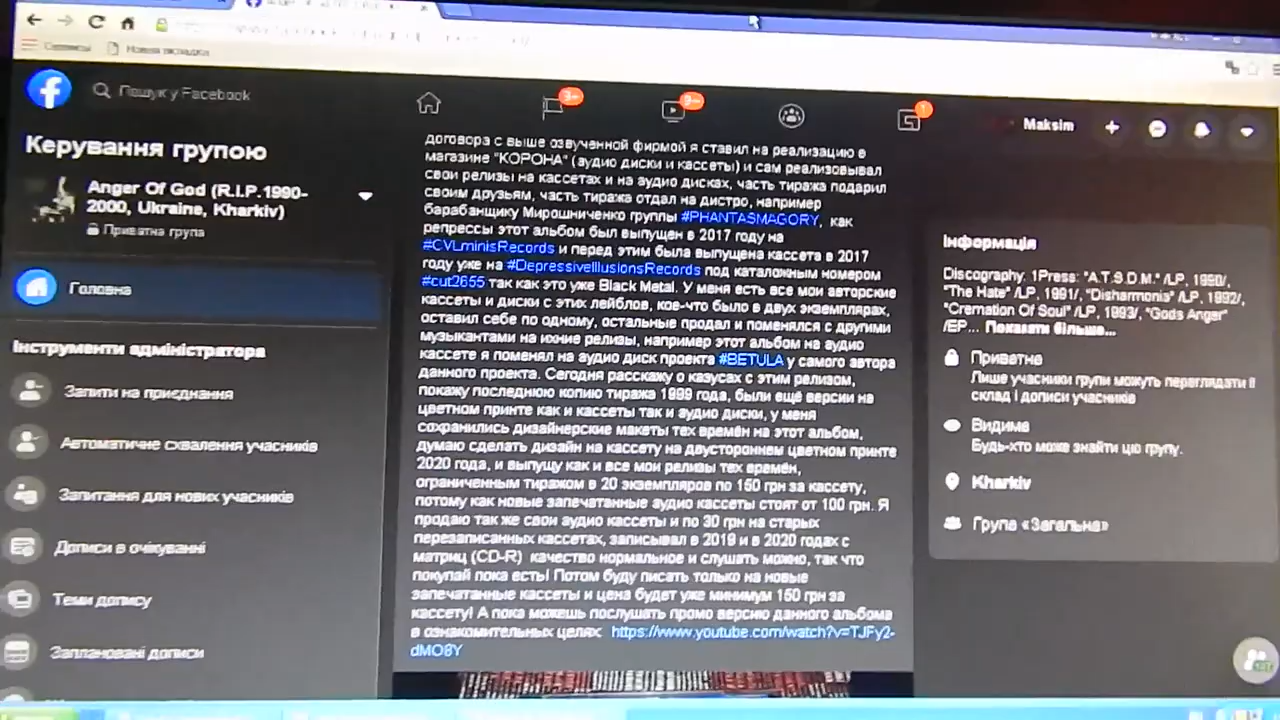 Сервисы
Новая вкладка
Пошук у Facebook
9+
9+
1
Maksim
Керування групою
Anger Of God (R.I.P.1990-
2000, Ukraine, Kharkiv)
Приватна група
Головна
Інструменти адміністратора
Запити на приєднання
Автоматичне схвалення учасників
Запитання для нових учасників
Дописи в очікуванні
Теми допису
Заплановані дописи
договора с выше озвученной фирмой я ставил на реализацию в
магазине "КОРОНА" (аудио диски и кассеты) и сам реализовывал
свои релизы на кассетах и на аудио дисках, часть тиража подарил
своим друзьям, часть тиража отдал на дистро, например
барабанщику Мирошниченко группы #PHANTASMAGORY, как
репрессы этот альбом был выпущен в 2017 году на
#CVLminisRecords и перед этим была выпущена кассета в 2017
году уже на #DepressiveIllusionsRecords под каталожным номером
#cut2655 так как это уже Black Metal. У меня есть все мои авторские
кассеты и диски с этих лейблов, кое-что было в двух экземплярах,
оставил себе по одному, остальные продал и поменялся с другими
музыкантами на ихние релизы, например этот альбом на аудио
кассете я поменял на аудио диск проекта #BETULA у самого автора
данного проекта. Сегодня расскажу о казусах с этим релизом,
покажу последнюю копию тиража 1999 года, были ещё версии на
цветном принте как и кассеты так и аудио диски, у меня
сохранились дизайнерские макеты тех времён на этот альбом,
думаю сделать дизайн на кассету на двустороннем цветном принте
2020 года, и выпущу как и все мои релизы тех времён,
ограниченным тиражом в 20 экземпляров по 150 грн за кассету,
потому как новые запечатанные аудио кассеты стоят от 100 грн. Я
продаю так же свои аудио кассеты и по 30 грн на старых
перезаписанных кассетах, записывал в 2019 и в 2020 годах с
матриц (CD-R) качество нормальное и слушать можно, так что
покупай пока есть! Потом буду писать только на новые
запечатанные кассеты и цена будет уже минимум 150 грн за
кассету! А пока можешь послушать промо версию данного альбома
в ознакомительных целях https://www.youtube.com/watch?v=TJFy2-
dMO8Y
Інформація
Discography: 1Press: "A.T.S.D.M." /LP, 1990/,
"The Hate" /LP, 1991/, "Disharmonia" /LP, 1992/,
"Cremation Of Soul" /LP, 1993/, "Gods Anger"
/EP... Показати більше...
Приватна
Лише учасники групи можуть переглядати її
склад і дописи учасників
Видима
Будь-хто може знайти цю групу.
Kharkiv
Група «Загальна»